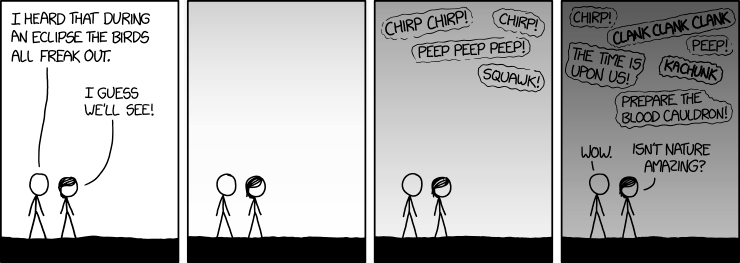 I HEARD THAT DURING
AN ECLIPSE THE BIRDS
ALL FREAK OUT.
I GUESS
WE'LL SEE!
CHIRP CHIRP!
CHIRP!
PEEP PEEP PEEP!
SQUAWK!
CHIRP!
CLANK CLANK CLANK
PEEP!
THE TIME IS
UPON US!
KACHUNK
PREPARE THE
BLOOD CAULDRON!
WOW.
ISN'T NATURE
AMAZING?